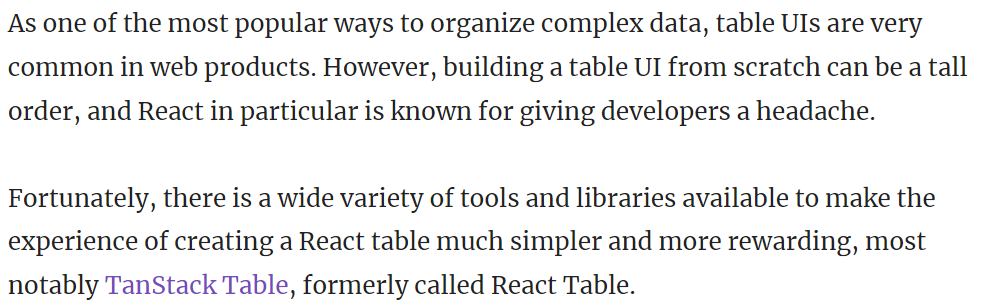 As one of the most popular ways to organize complex data, table UIs are very
common in web products. However, building a table UI from scratch can be a tall
order, and React in particular is known for giving developers a headache.
Fortunately, there is a wide variety of tools and libraries available to make the
experience of creating a React table much simpler and more rewarding, most
notably TanStack Table, formerly called React Table.